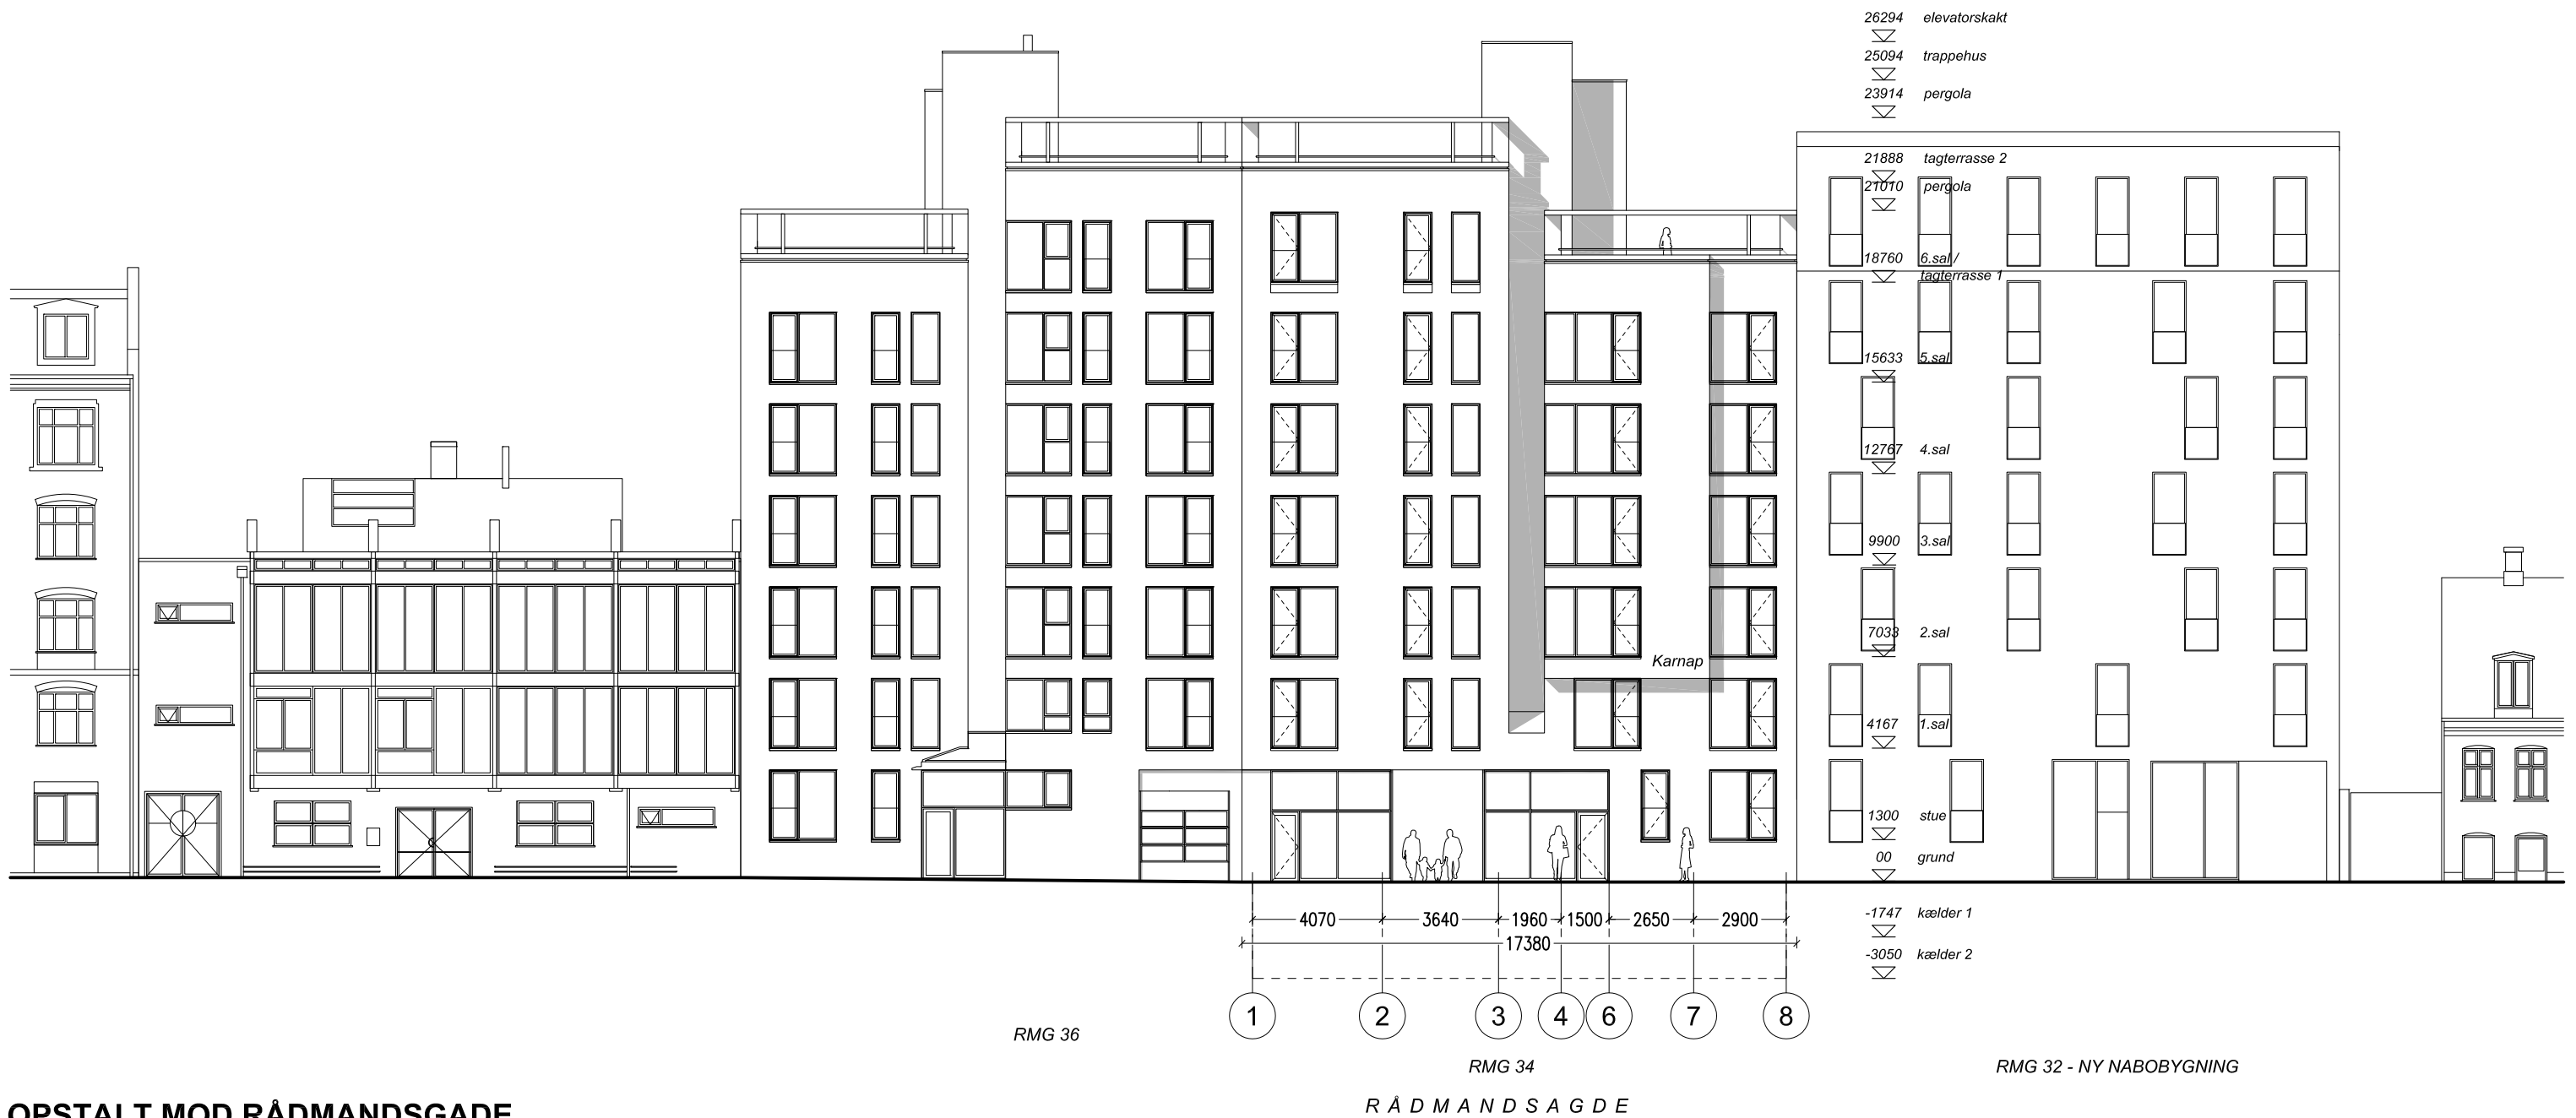 26294 elevatorskakt
25094 trappehus
23914 pergola
21888 tagterrasse 2
21010 pergola
18760 6.sal /
tagterrasse 1
15633 5.sal
12767 4.sal
9900 3.sal
7033 2.sal
Karnap
4167 1.sal
1300 stue
00 grund
-1747 kælder 1
-3050 kælder 2
4070 3640 1960 1500 2650 2900
17380
1 2 3 4 6 7 8
RMG 36
RMG 34
RMG 32 - NY NABOBYGNING
RÅDMANDSAGDE
OPSTALT MOD RÅDMANDSGADE